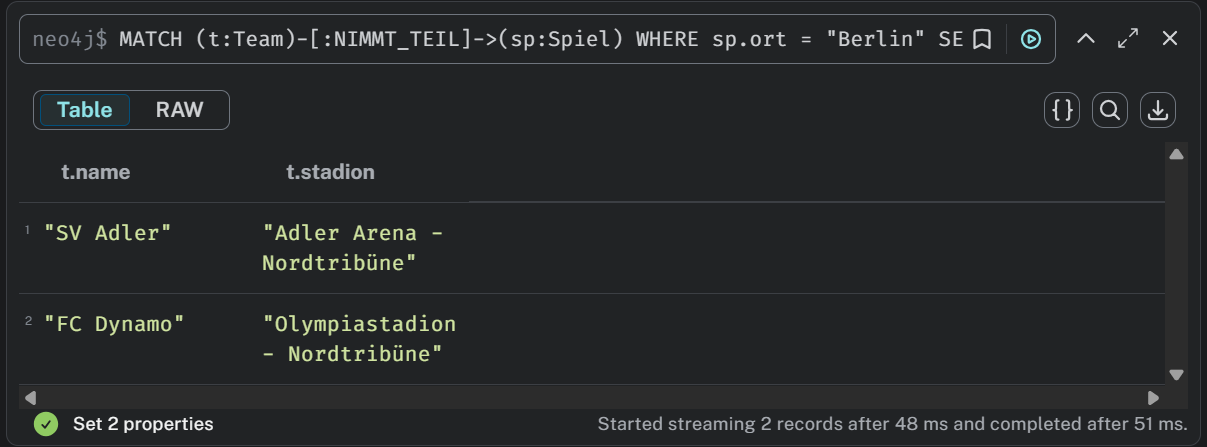 neo4j$ MATCH (t:Team)-[:NIMMT_TEIL]->(sp:Spiel) WHERE sp.ort = "Berlin" SE
Table RAW
{}
t.name t.stadion
1 "SV Adler" "Adler Arena -
Nordtribüne"
2 "FC Dynamo" "Olympiastadion
- Nordtribüne"
Set 2 properties Started streaming 2 records after 48 ms and completed after 51 ms.